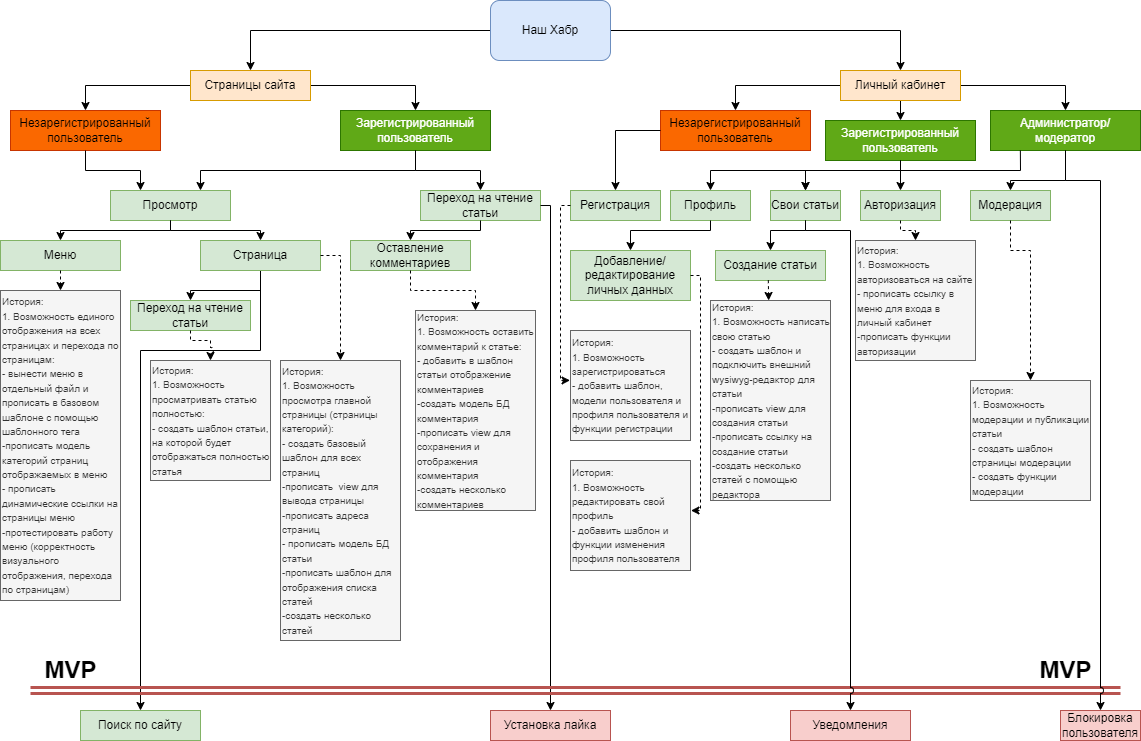 Наш Хабр
Страницы сайта
Личный кабинет
Незарегистрированный
пользователь
Зарегистрированный
пользователь
Незарегистрированный
пользователь
Зарегистрированный
пользователь
Администратор/
модератор
Просмотр
Переход на чтение
статьи
Регистрация
Профиль
Свои статьи
Авторизация
Модерация
Меню
Страница
Оставление
комментариев
Добавление/
редактирование
личных данных
Создание статьи
Переход на чтение
статьи
История:
1. Возможность единого
отображения на всех
страницах и перехода по
страницам:
- вынести меню в
отдельный файл и
прописать в базовом
шаблоне с помощью
шаблонного тега
-прописать модель
категорий страниц
отображаемых в меню
- прописать
динамические ссылки на
страницы меню
-протестировать работу
меню (корректность
визуального
отображения, перехода
по страницам)
История:
1. Возможность
просматривать статью
полностью:
- создать шаблон статьи,
на которой будет
отображаться полностью
статья
История:
1. Возможность
просмотра главной
страницы (страницы
категорий):
- создать базовый
шаблон для всех
страниц
-прописать view для
вывода страницы
-прописать адреса
страниц
- прописать модель БД
статьи
-прописать шаблон для
отображения списка
статей
-создать несколько
статей
История:
1. Возможность оставить
комментарий к статье:
- добавить в шаблон
статьи отображение
комментариев
-создать модель БД
комментария
-прописать view для
сохранения и
отображения
комментария
-создать несколько
комментариев
История:
1. Возможность
зарегистрироваться
- добавить шаблон,
модели пользователя и
профиля пользователя и
функции регистрации
История:
1. Возможность
редактировать свой
профиль
- добавить шаблон и
функции изменения
профиля пользователя
История:
1. Возможность написать
свою статью
- создать шаблон и
подключить внешний
wysiwyg-редактор для
статьи
-прописать view для
создания статьи
-прописать ссылку на
создание статьи
-создать несколько
статей с помощью
редактора
История:
1. Возможность
авторизоваться на сайте
- прописать ссылку в
меню для входа в
личный кабинет
-прописать функции
авторизации
История:
1. Возможность
модерации и публикации
статьи
- создать шаблон
страницы модерации
- создать функции
модерации
MVP
MVP
Поиск по сайту
Установка лайка
Уведомления
Блокировка
пользователя